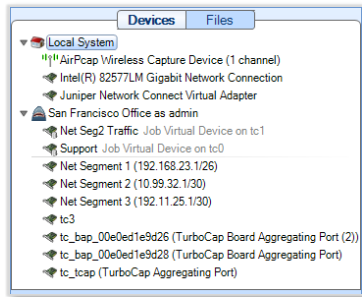 Devices Files
Local System
AirPcap Wireless Capture Device (1 channel)
Intel(R) 82577LM Gigabit Network Connection
Juniper Network Connect Virtual Adapter
San Francisco Office as admin
Net Seg2 Traffic Job Virtual Device on tc1
Support Job Virtual Device on tc0
Net Segment 1 (192.168.23.1/26)
Net Segment 2 (10.99.32.1/30)
Net Segment 3 (192.11.25.1/30)
tc3
tc_bap_00e0ed1e9d26 (TurboCap Board Aggregating Port (2))
tc_bap_00e0ed1e9d28 (TurboCap Board Aggregating Port)
tc_tcap (TurboCap Aggregating Port)